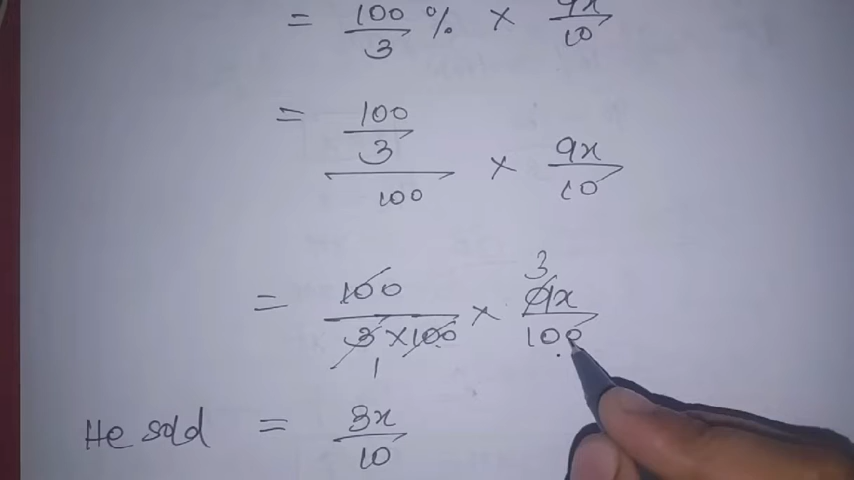 = 100/3 % × 9x/10
= 100/3/100 × 9x/10
= 100/3×100 × 9x/100 3 1
He sold = 3x/10